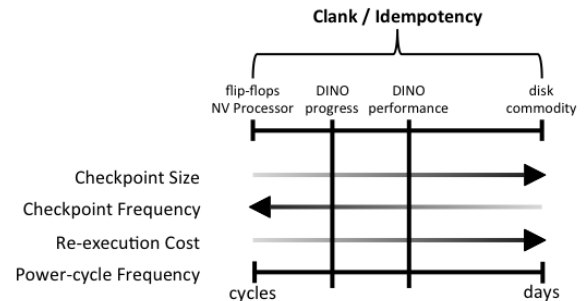 Clank / Idempotency
flip-flops DINO DINO disk
NV Processor progress performance commodity
Checkpoint Size
Checkpoint Frequency
Re-execution Cost
Power-cycle Frequency
cycles days